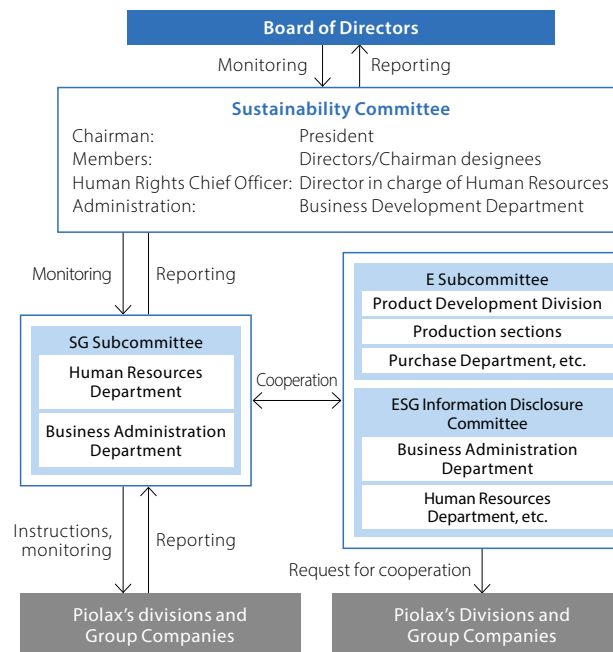 Board of Directors
Monitoring
Reporting
Sustainability Committee
Chairman: President
Members: Directors/Chairman designees
Human Rights Chief Officer: Director in charge of Human Resources
Administration: Business Development Department
Monitoring
Reporting
SG Subcommittee
Human Resources
Department
Business Administration
Department
Cooperation
E Subcommittee
Product Development Division
Production sections
Purchase Department, etc.
ESG Information Disclosure
Committee
Business Administration
Department
Human Resources
Department, etc.
Instructions,
monitoring
Reporting
Request for cooperation
Piolax's divisions and
Group Companies
Piolax's Divisions and
Group Companies